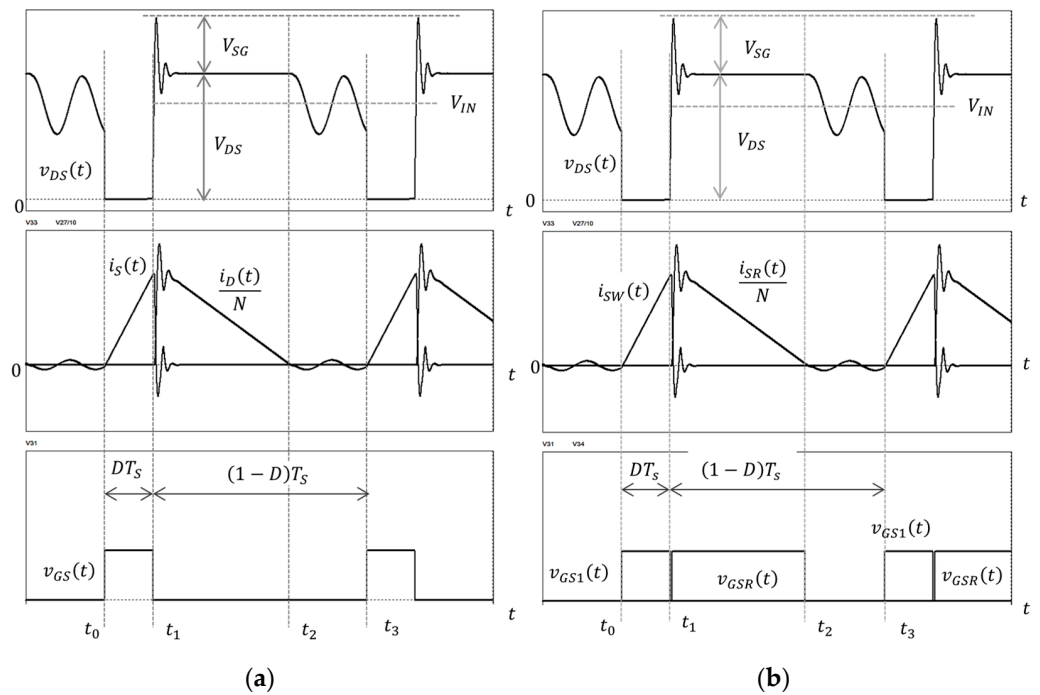 V_SG
V_IN
V_DS
v_DS(t)
0
t
V33 V27/10
i_S(t)
i_D(t)/N
0
t
V31
DT_S
(1 − D)T_S
v_GS(t)
t
t_0 t_1 t_2 t_3
(a)
V_SG
V_IN
V_DS
v_DS(t)
0
t
V33 V27/10
i_SW(t)
i_SR(t)/N
0
t
V31 V34
DT_s
(1 − D)T_s
v_GS1(t)
v_GS1(t)
v_GSR(t)
v_GSR(t)
t
t_0 t_1 t_2 t_3
(b)